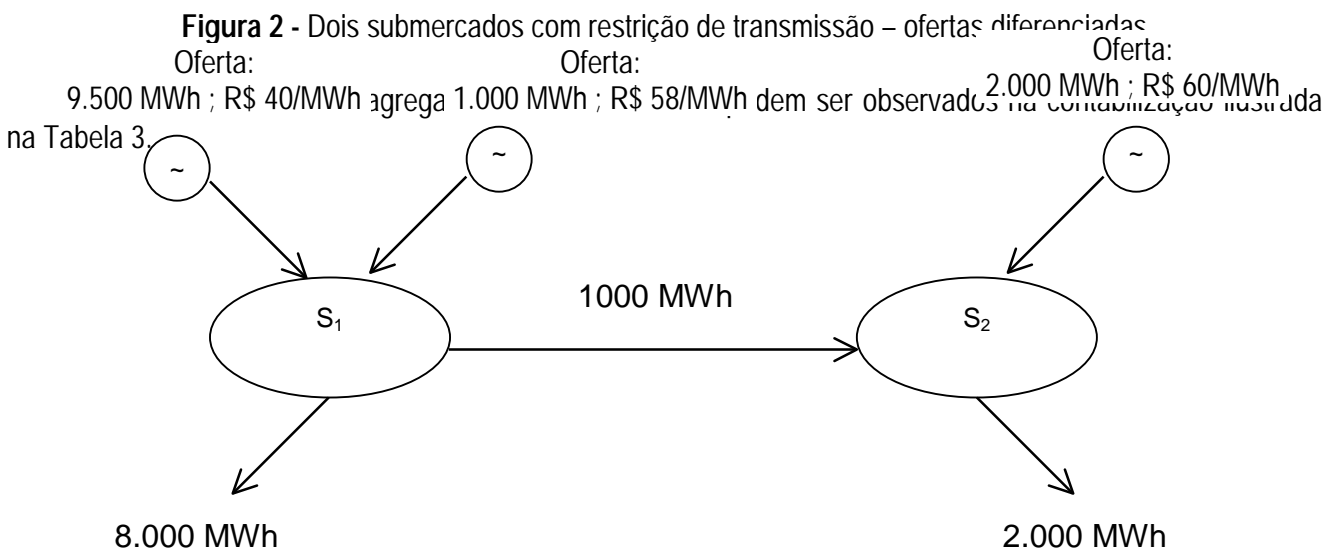 Figura 2 - Dois submercados com restrição de transmissão – ofertas diferenciadas
Oferta:
9.500 MWh ; R$ 40/MWh
Oferta:
1.000 MWh ; R$ 58/MWh
Oferta:
2.000 MWh ; R$ 60/MWh
agrega dem ser observados na contabilização ilustrada
na Tabela 3.
~
~
~
S1
1000 MWh
S2
8.000 MWh
2.000 MWh